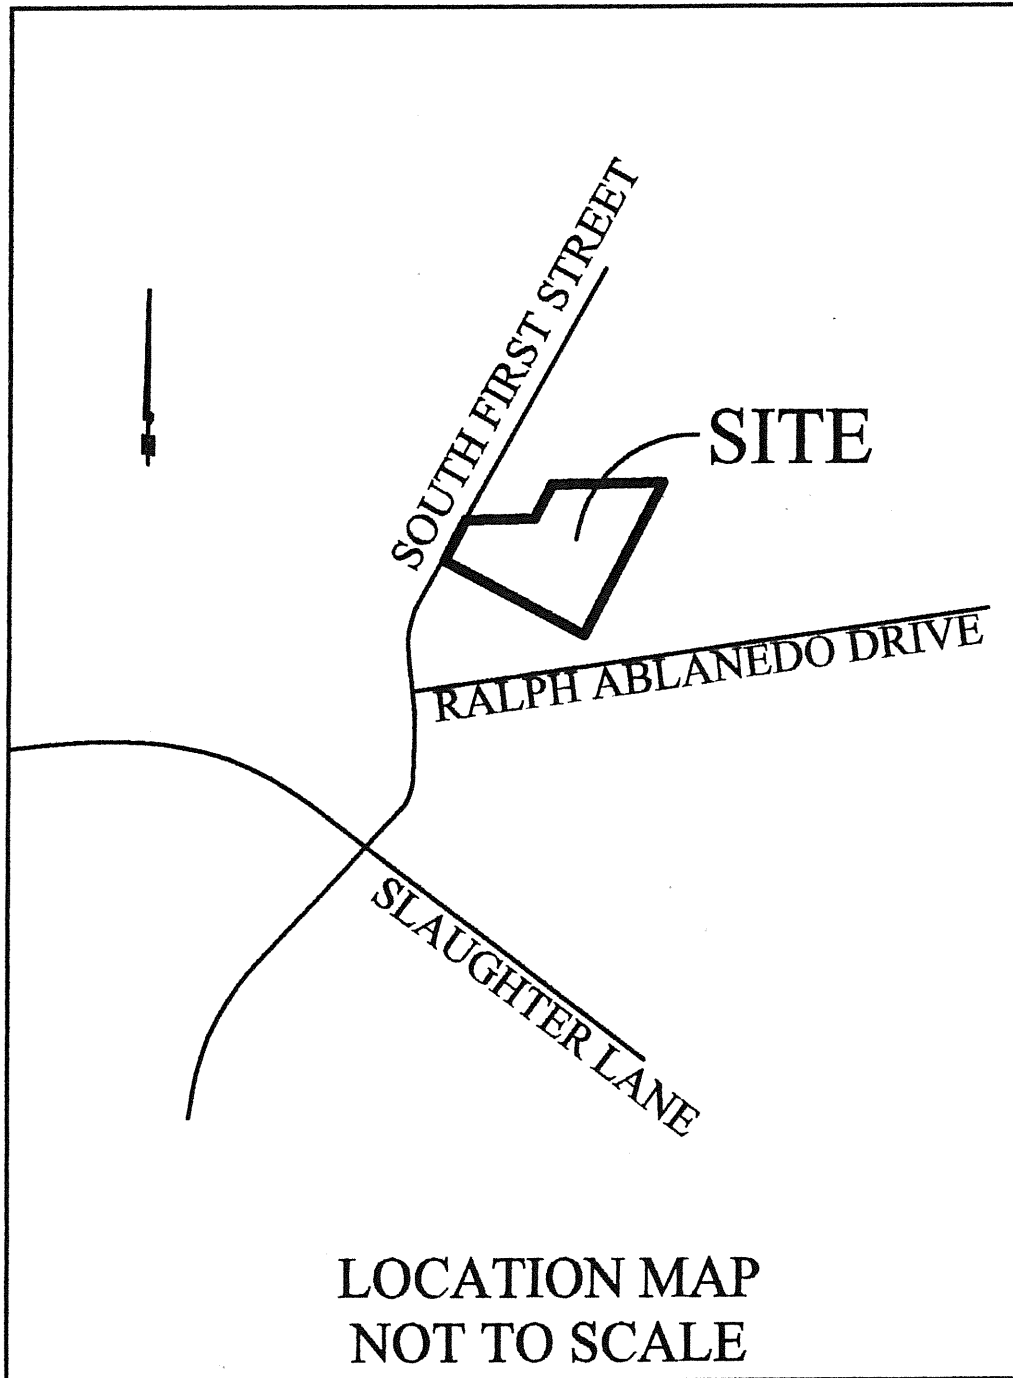 SOUTH FIRST STREET
SITE
RALPH ABLANEDO DRIVE
SLAUGHTER LANE
LOCATION MAP
NOT TO SCALE